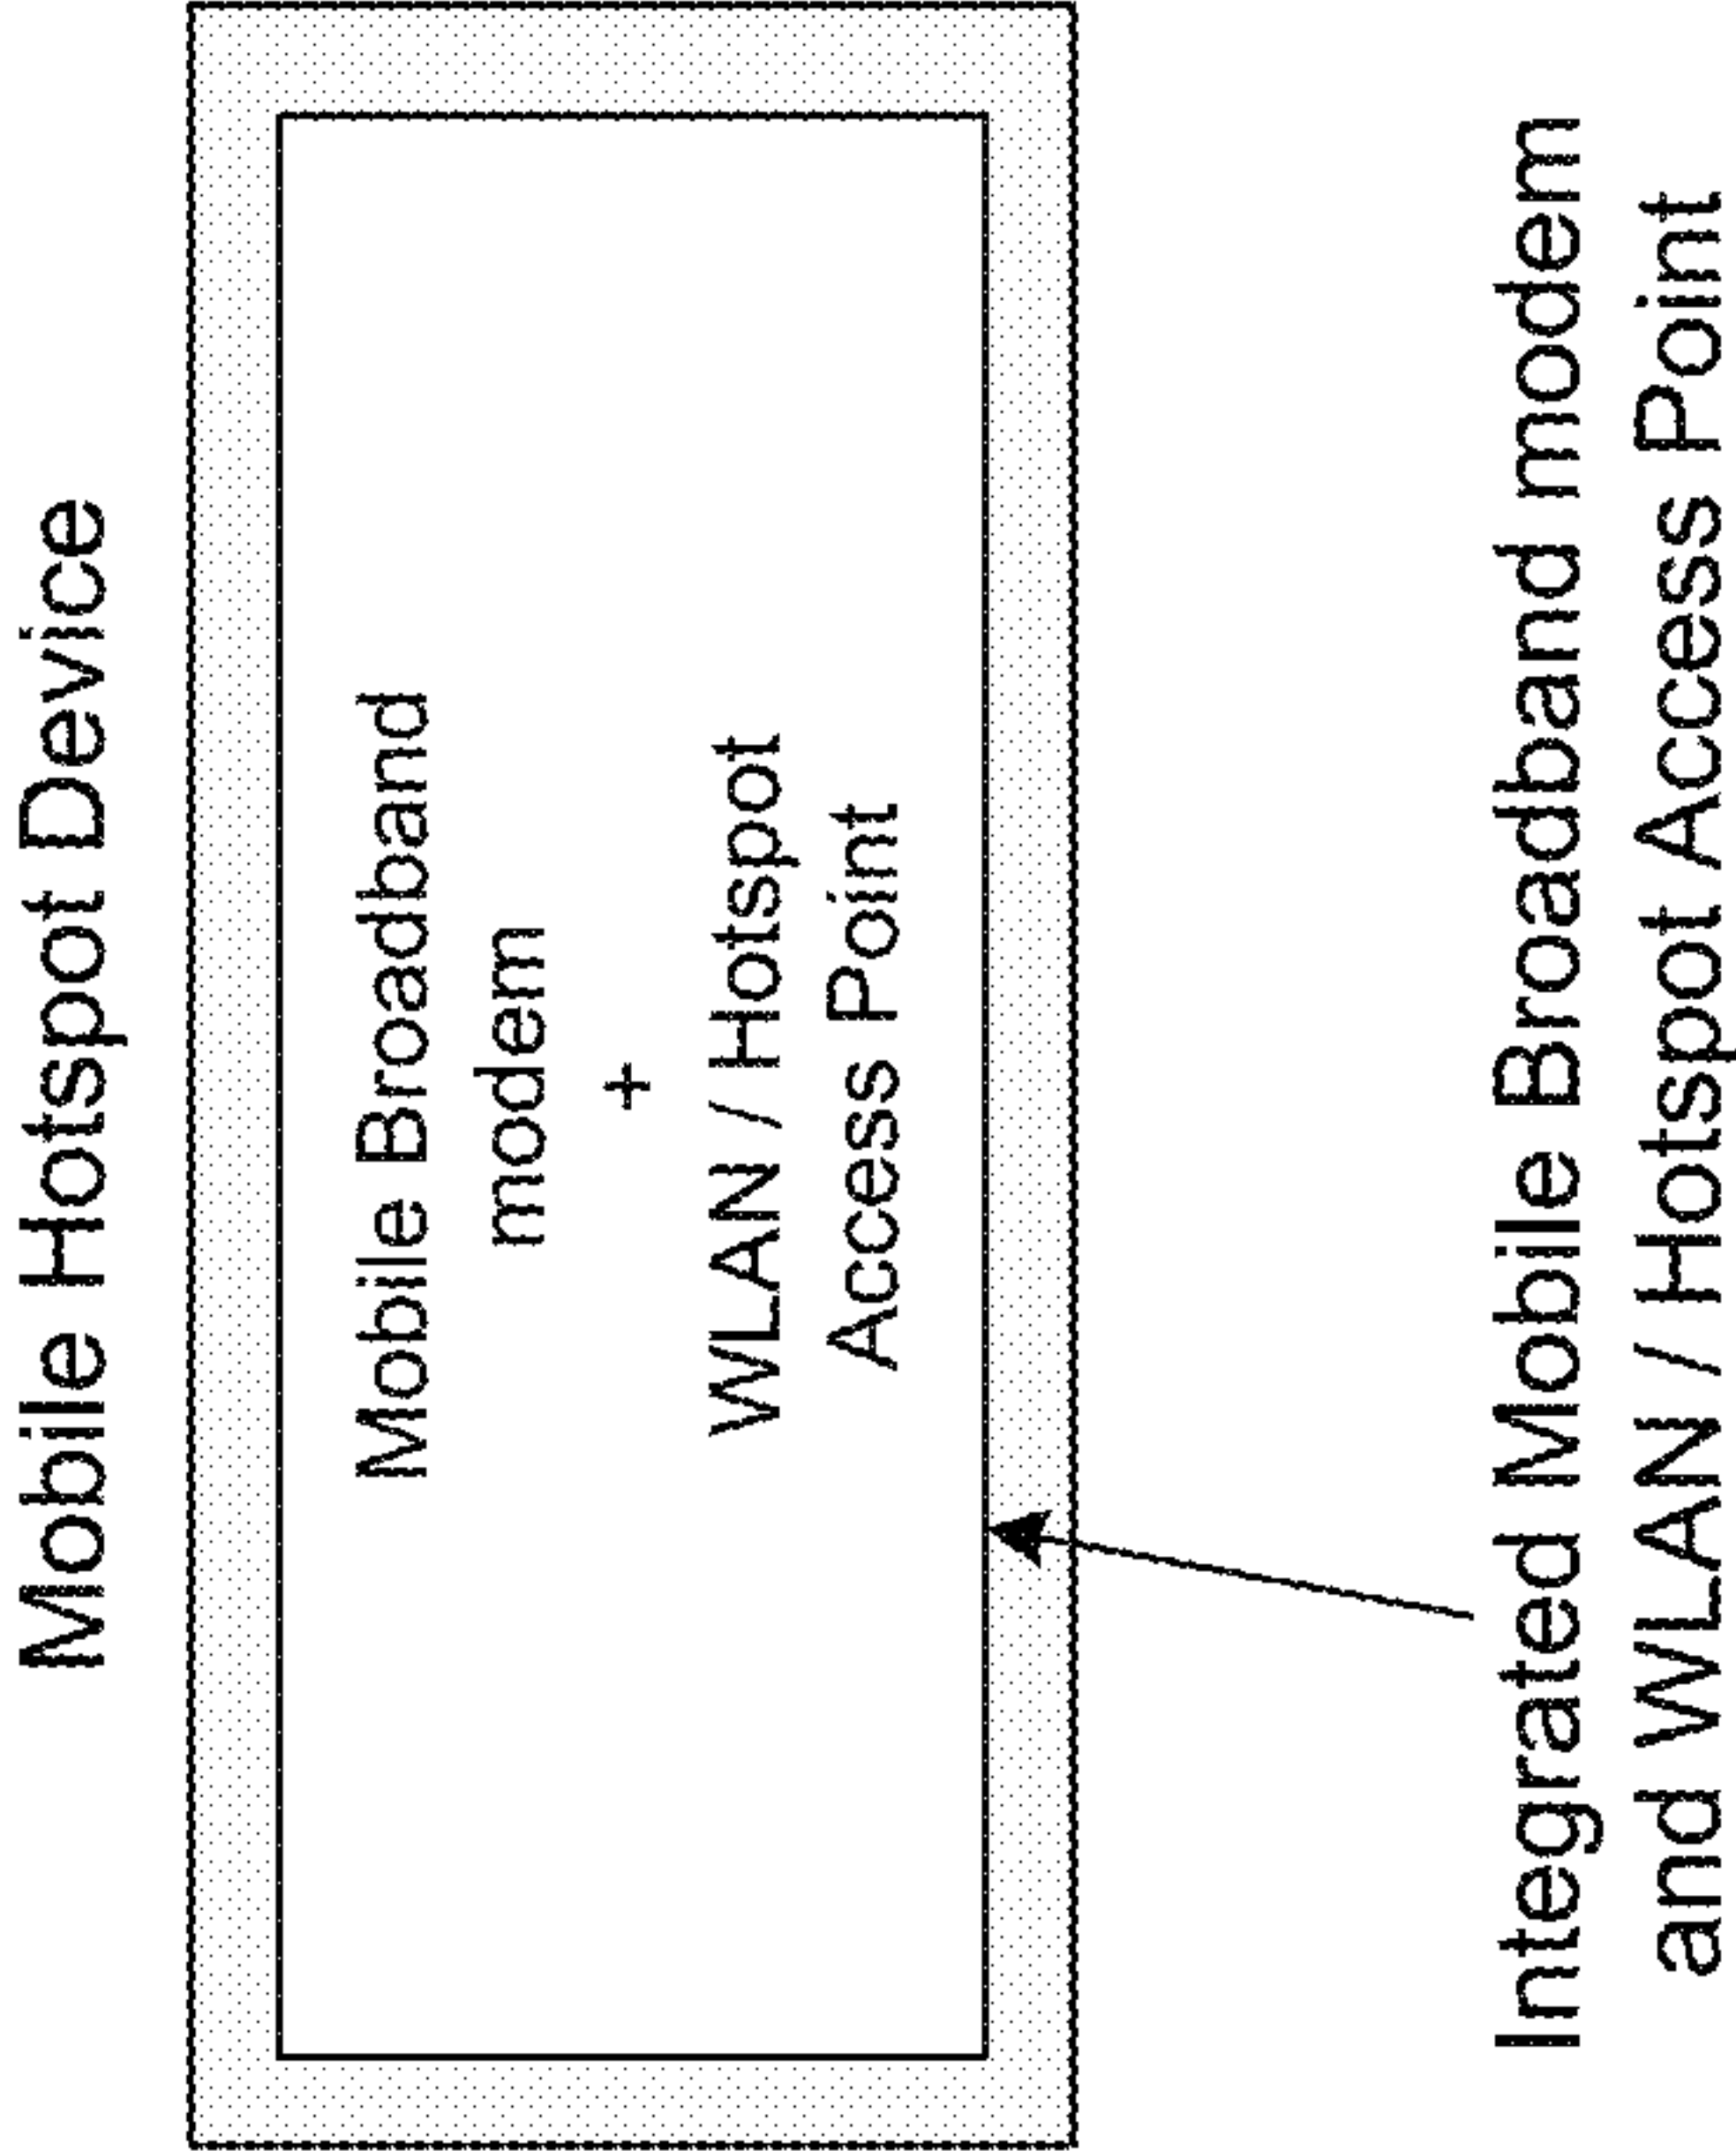 Mobile Hotspot Device
Mobile Broadband
modem
+
WLAN / Hotspot
Access Point
Integrated Mobile Broadband modem
and WLAN / Hotspot Access Point